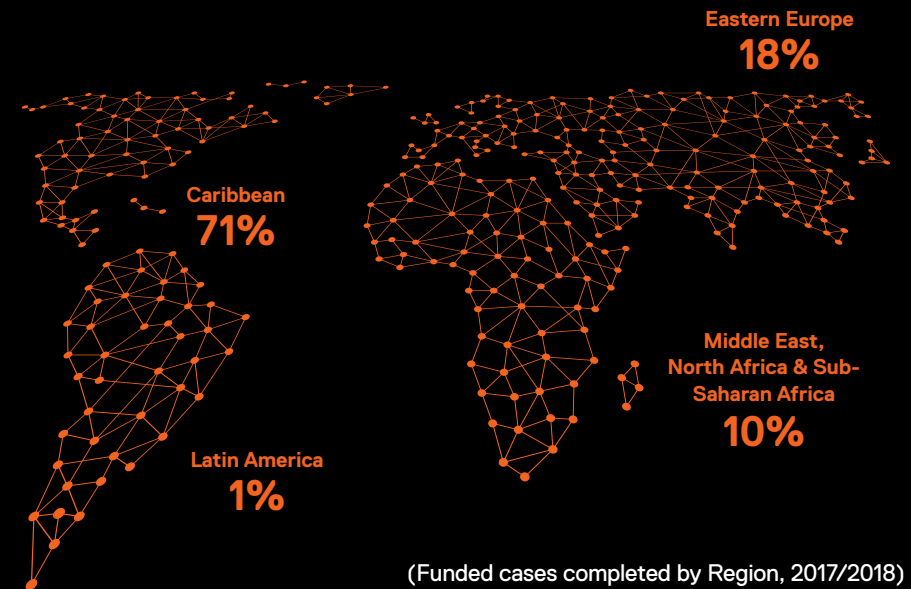 Eastern Europe
18%
Caribbean
71%
Middle East,
North Africa & Sub-
Saharan Africa
10%
Latin America
1%
(Funded cases completed by Region, 2017/2018)